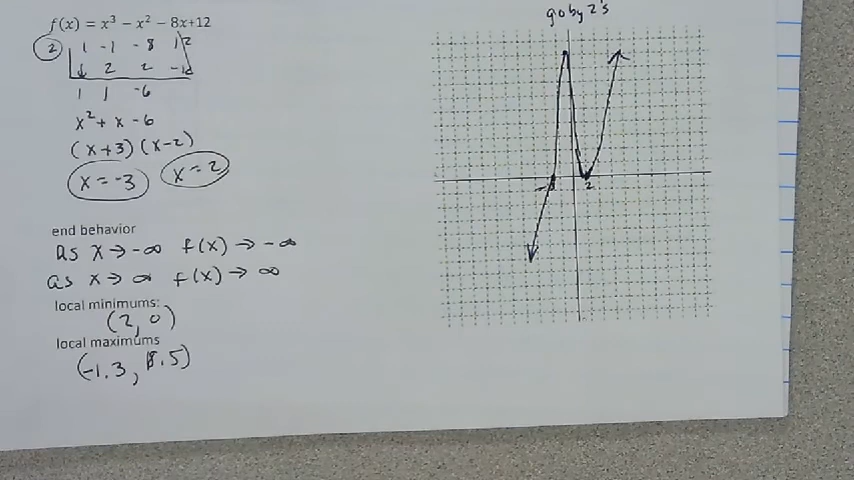 go by 2's
f(x) = x³ − x² − 8x+12
2 1 -1 -8 12
2 2 -12
1 1 -6
x² + x - 6
(x+3)(x-2)
x = -3 x = 2
-3 2
end behavior
as x → -∞ f(x) → -∞
as x → ∞ f(x) → ∞
local minimums:
(2, 0)
local maximums
(-1.3, 18.5)